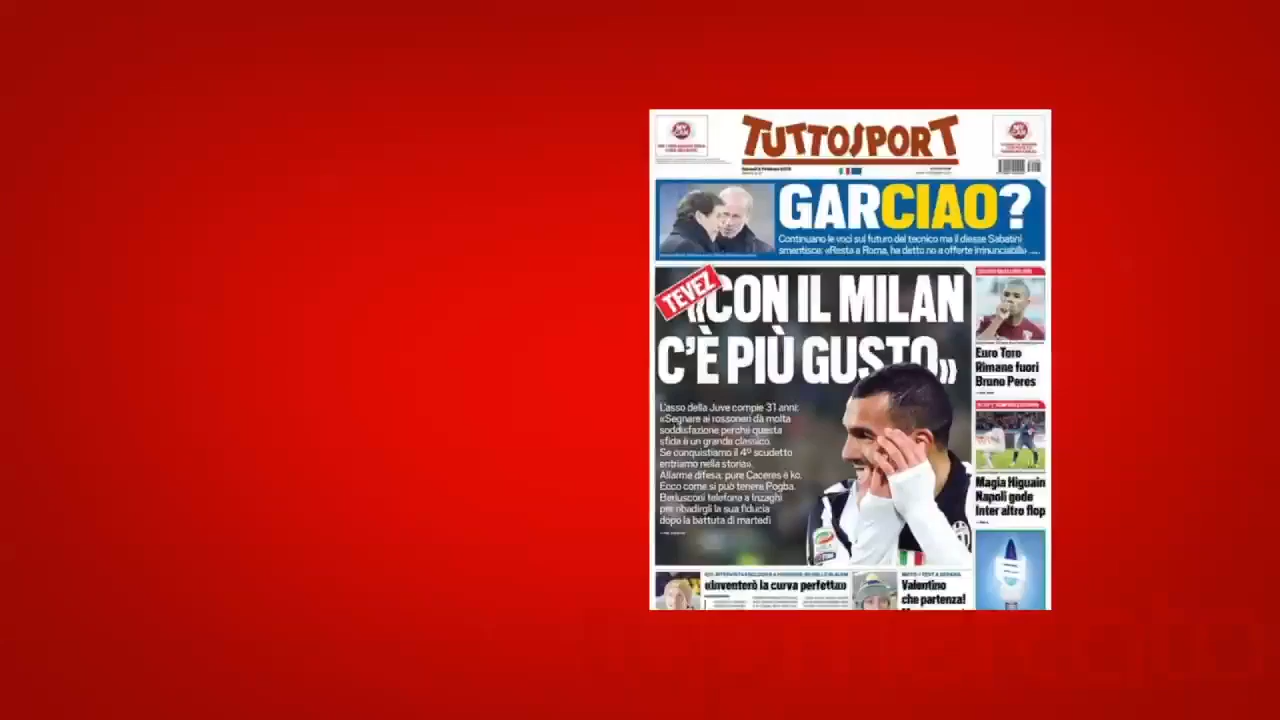 TUTTOSPORT
GARCIAO?
Continuano le voci sul futuro del tecnico ma il diesse Sabatini
smentisce: «Resta a Roma, ha detto no a offerte irrinunciabili»
TEVEZ
«CON IL MILAN
C'È PIÙ GUSTO»
L'asso della Juve compie 31 anni:
«Segnare ai rossoneri dà molta
soddisfazione perché questa
sfida è un grande classico.
Se conquistiamo il 4º scudetto
entriamo nella storia».
Allarme difesa: pure Caceres è ko.
Ecco come si può tenere Pogba.
Berlusconi telefona a Inzaghi
per ribadirgli la sua fiducia
dopo la battuta di martedì
Euro Toro
Rimane fuori
Bruno Peres
Magia Higuain
Napoli gode
Inter altro flop
«Inventerò la curva perfetta»
Valentino
che partenza!